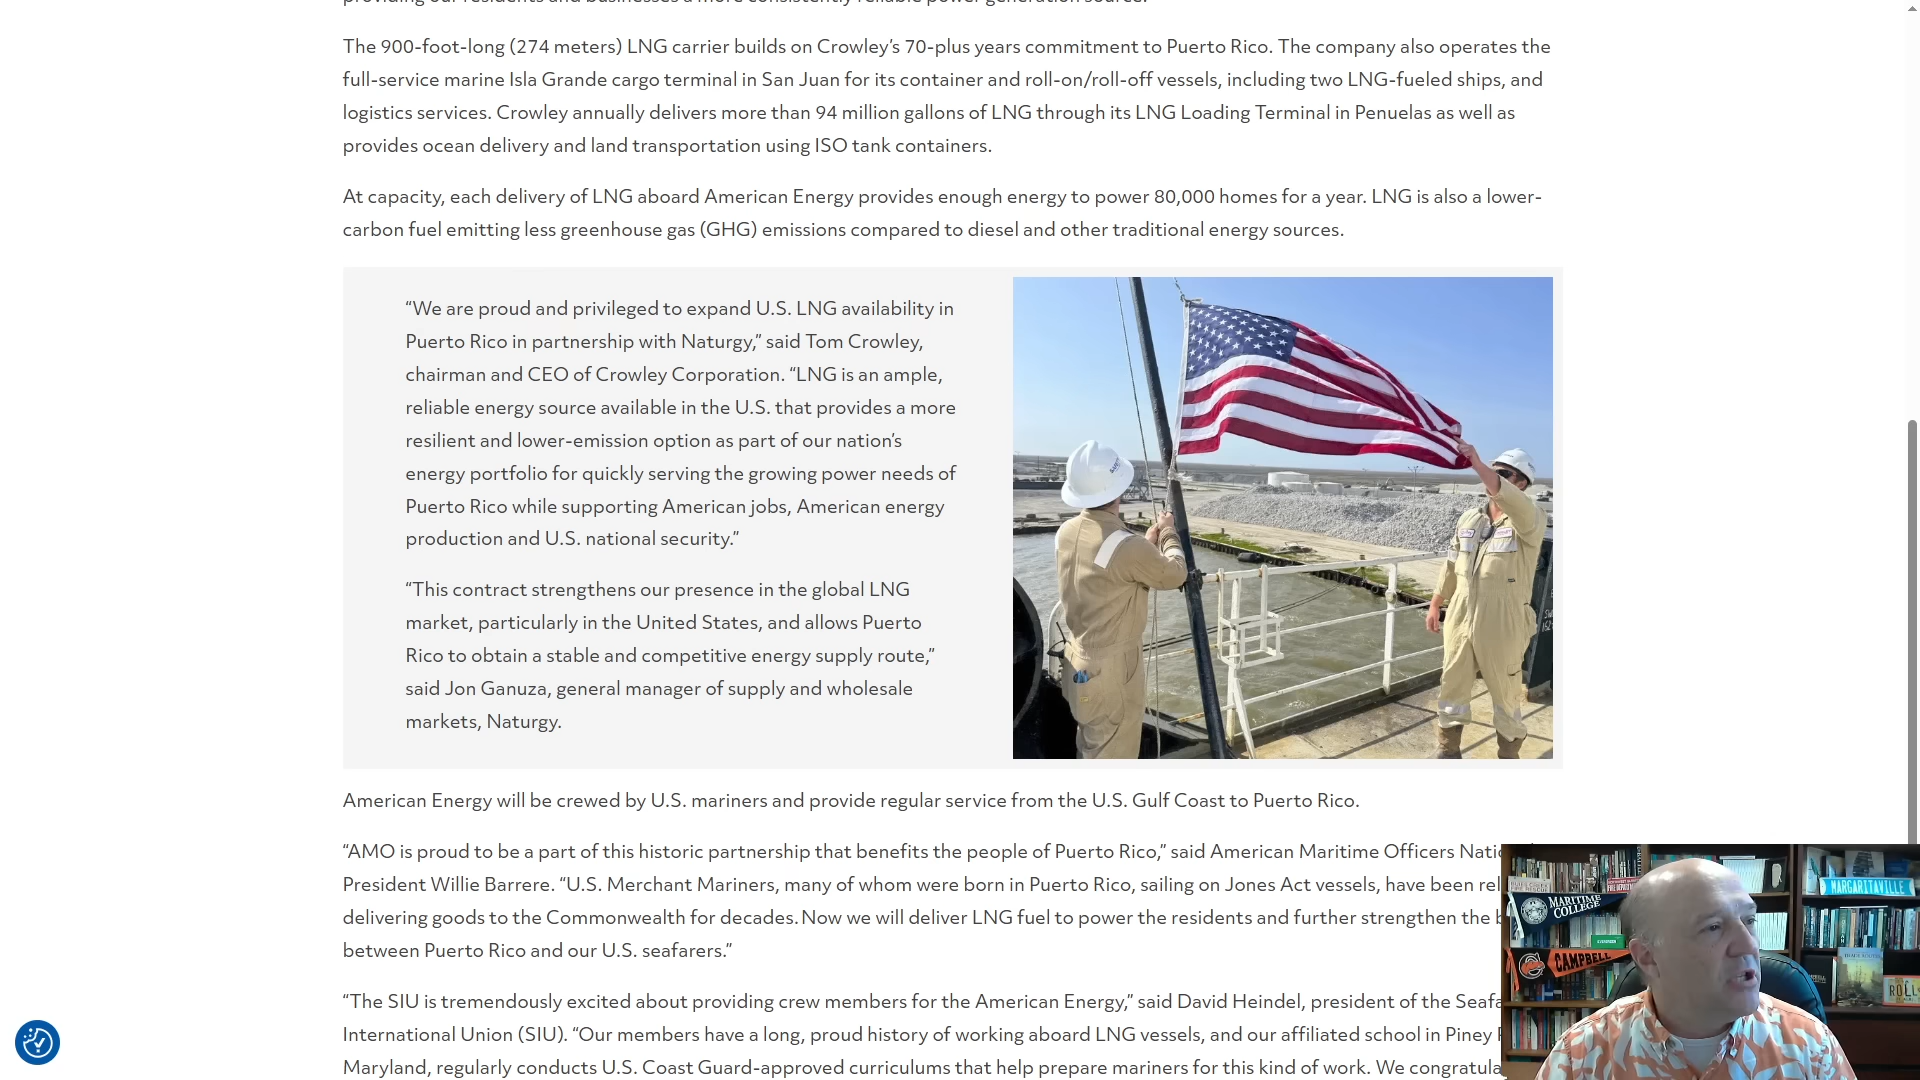 The 900-foot-long (274 meters) LNG carrier builds on Crowley’s 70-plus years commitment to Puerto Rico. The company also operates the
full-service marine Isla Grande cargo terminal in San Juan for its container and roll-on/roll-off vessels, including two LNG-fueled ships, and
logistics services. Crowley annually delivers more than 94 million gallons of LNG through its LNG Loading Terminal in Penuelas as well as
provides ocean delivery and land transportation using ISO tank containers.
At capacity, each delivery of LNG aboard American Energy provides enough energy to power 80,000 homes for a year. LNG is also a lower-
carbon fuel emitting less greenhouse gas (GHG) emissions compared to diesel and other traditional energy sources.
“We are proud and privileged to expand U.S. LNG availability in
Puerto Rico in partnership with Naturgy,” said Tom Crowley,
chairman and CEO of Crowley Corporation. “LNG is an ample,
reliable energy source available in the U.S. that provides a more
resilient and lower-emission option as part of our nation’s
energy portfolio for quickly serving the growing power needs of
Puerto Rico while supporting American jobs, American energy
production and U.S. national security.”
“This contract strengthens our presence in the global LNG
market, particularly in the United States, and allows Puerto
Rico to obtain a stable and competitive energy supply route,”
said Jon Ganuza, general manager of supply and wholesale
markets, Naturgy.
American Energy will be crewed by U.S. mariners and provide regular service from the U.S. Gulf Coast to Puerto Rico.
“AMO is proud to be a part of this historic partnership that benefits the people of Puerto Rico,” said American Maritime Officers
President Willie Barrere. “U.S. Merchant Mariners, many of whom were born in Puerto Rico, sailing on Jones Act vessels, have been
delivering goods to the Commonwealth for decades. Now we will deliver LNG fuel to power the residents and further strengthen the
between Puerto Rico and our U.S. seafarers.”
“The SIU is tremendously excited about providing crew members for the American Energy,” said David Heindel, president of the
International Union (SIU). “Our members have a long, proud history of working aboard LNG vessels, and our affiliated school in Piney
Maryland, regularly conducts U.S. Coast Guard-approved curriculums that help prepare mariners for this kind of work. We
MARGARITAVILLE
MARITIME
COLLEGE
CAMPBELL